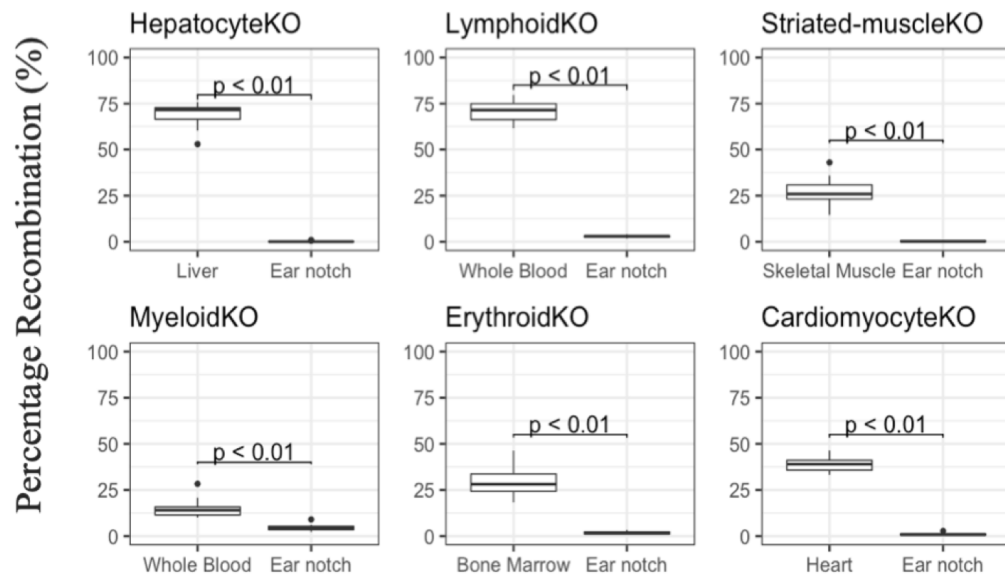 Percentage Recombination (%)
HepatocyteKO
100
75
50
25
0
p < 0.01
Liver Ear notch
LymphoidKO
100
75
50
25
0
p < 0.01
Whole Blood Ear notch
Striated-muscleKO
100
75
50
25
0
p < 0.01
Skeletal Muscle Ear notch
MyeloidKO
100
75
50
25
0
p < 0.01
Whole Blood Ear notch
ErythroidKO
100
75
50
25
0
p < 0.01
Bone Marrow Ear notch
CardiomyocyteKO
100
75
50
25
0
p < 0.01
Heart Ear notch